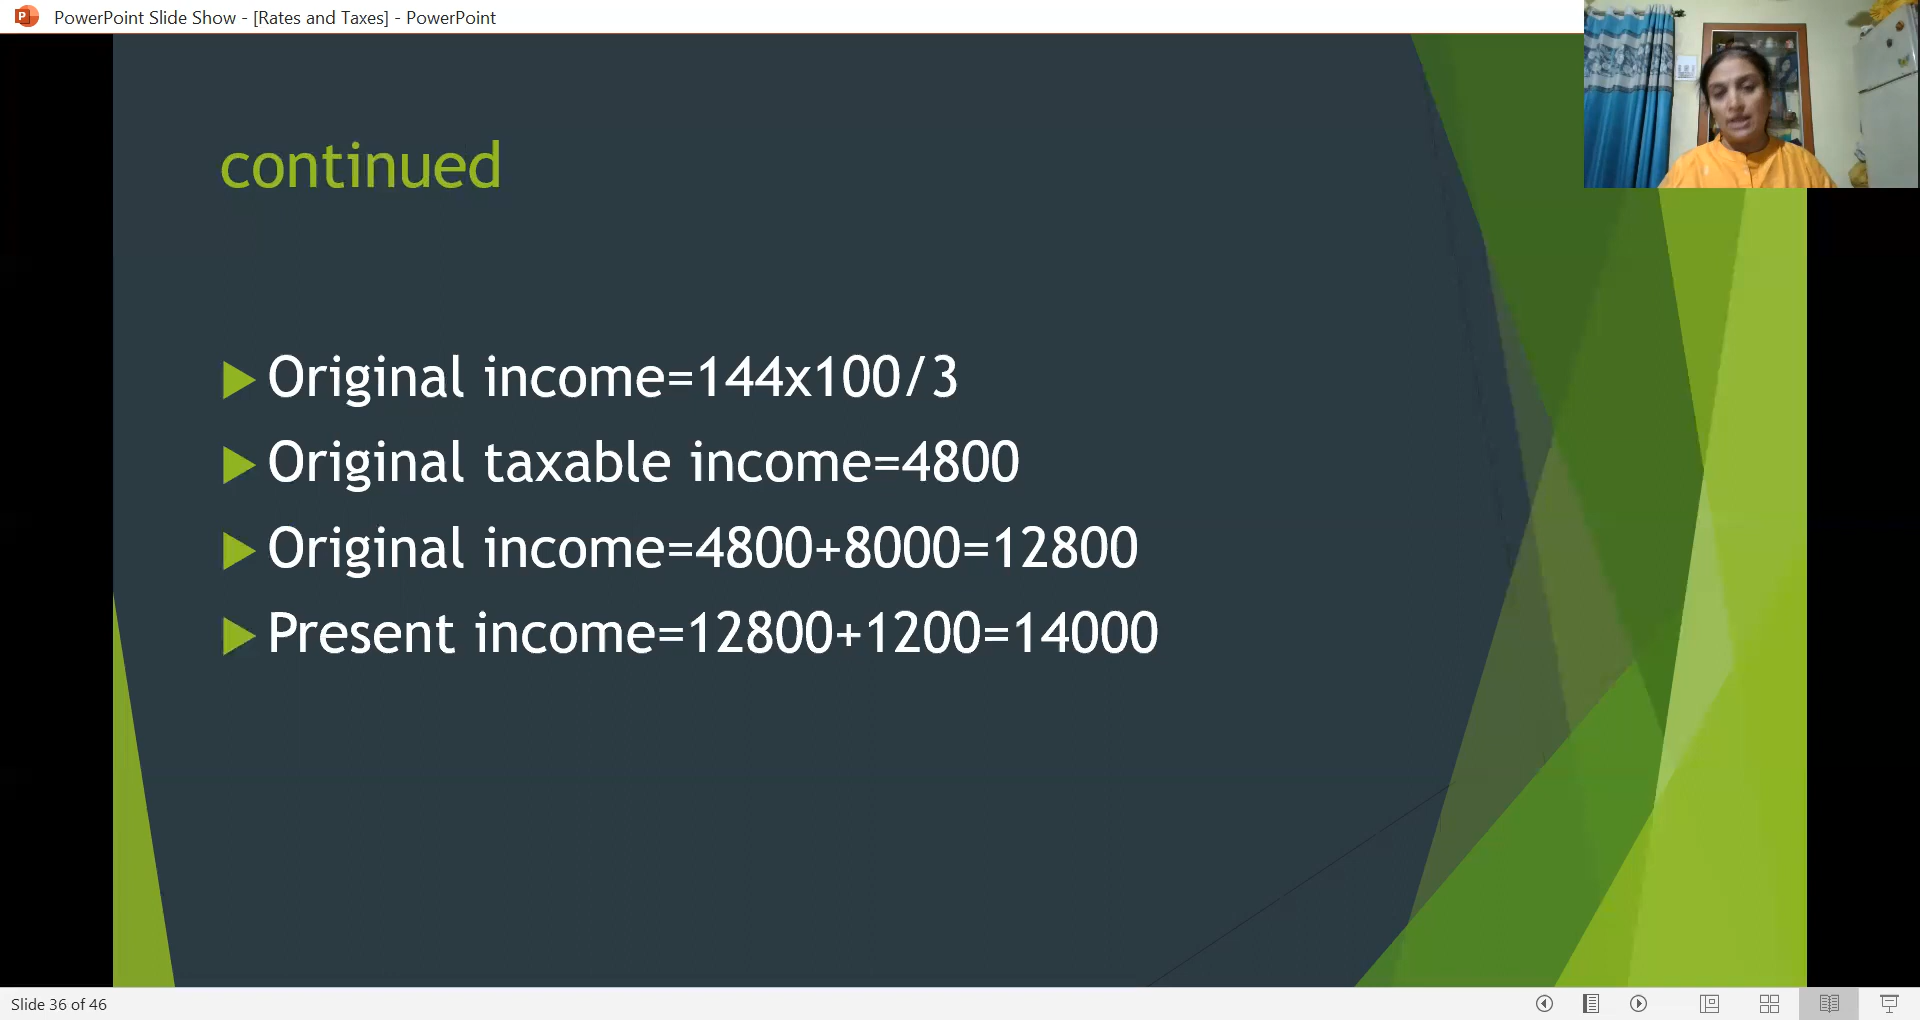 PowerPoint Slide Show - [Rates and Taxes] - PowerPoint
continued
Original income=144x100/3
Original taxable income=4800
Original income=4800+8000=12800
Present income=12800+1200=14000
Slide 36 of 46